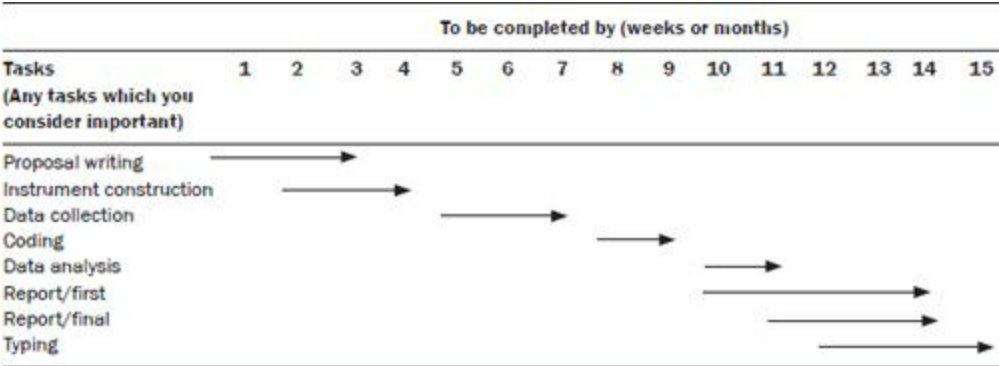 To be completed by (weeks or months)
Tasks 1 2 3 4 5 6 7 8 9 10 11 12 13 14 15
(Any tasks which you
consider important)
Proposal writing
Instrument construction
Data collection
Coding
Data analysis
Report/first
Report/final
Typing